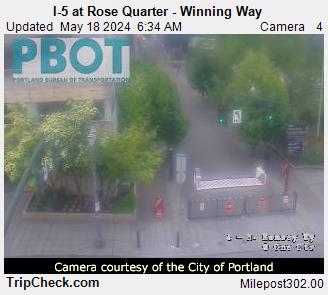 I-5 at Rose Quarter - Winning Way
Updated May 18 2024 6:34 AM Camera 4
PBOT
PORTLAND BUREAU OF TRANSPORTATION
Way
Camera courtesy of the City of Portland
TripCheck.com Milepost302.00